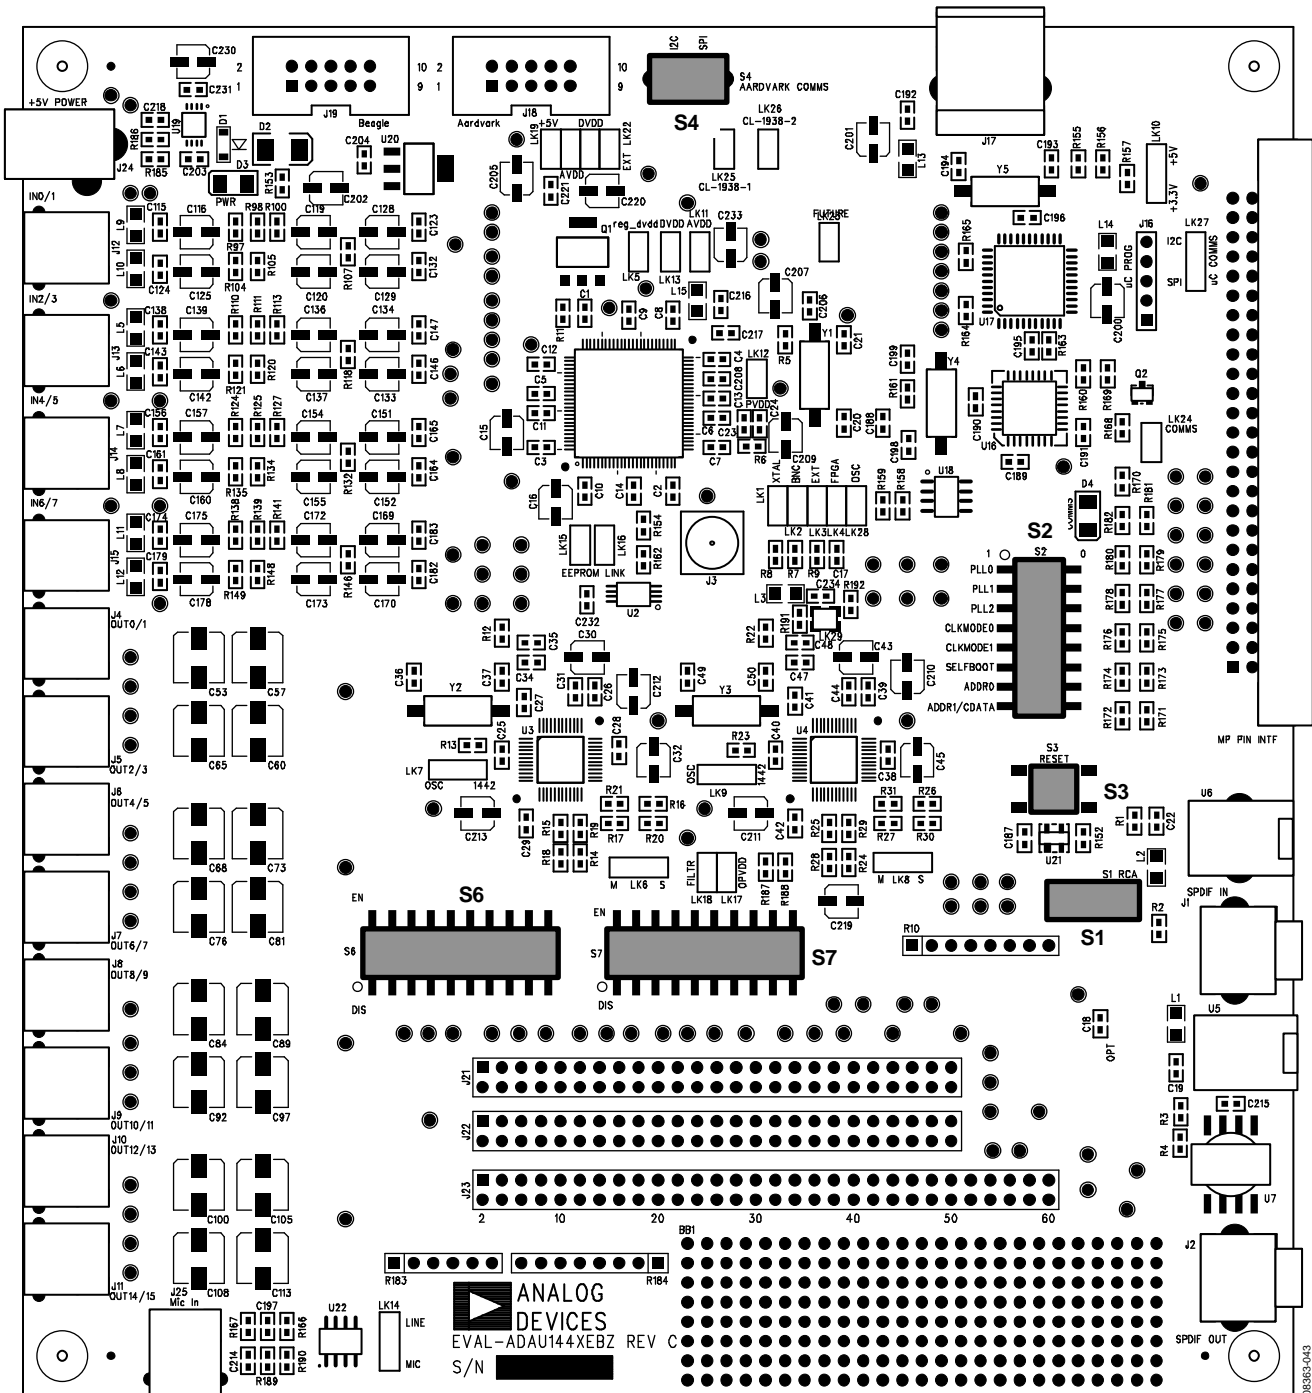 C230
2 10 2 10
1 9 1 9
C231
+5V POWER
C218
U19
D1
D2
R186
R185
C203
J24
D3
PWR
R153
J19
Beagle
C204
U20
C202
Aardvark
J18
I2C SPI
S4
AARDVARK COMMS
S4
LK19
+5V DVDD
LK22
AVDD
EXT
C205
C221
C220
LK26
CL-1938-2
LK25
CL-1938-1
C201
C192
L13
J17
C194
C193
R155
R156
R157
LK10
+5V
+3.3V
Y5
C196
IN0/1
C115
L9
J12
L10
C124
C116
R98
R100
R97
R105
R104
C125
C119
R107
C120
C128
C123
C132
C129
IN2/3
C138
L5
J13
L6
C143
C139
R110
R111
R113
R120
R121
C142
C136
R118
C137
C134
C147
C146
C133
IN4/5
C156
L7
J14
L8
C161
C157
R124
R125
R127
R134
R135
C160
C154
R132
C155
C151
C165
C164
C152
IN6/7
C174
L11
J15
L12
C179
C175
R138
R139
R141
R148
R149
C178
C172
R146
C173
C169
C183
C182
C170
Q1
reg_dvdd
DVDD
LK11
AVDD
LK5
LK13
C233
L15
C216
C217
C207
C206
FUTURE
R11
C1
C9
C8
C12
C5
C11
C3
C15
C16
C10
C14
C2
C4
C208
C13
C6
C23
C7
R6
LK12
PVDD
C24
C209
R5
Y1
C21
C20
C188
C199
R161
C198
Y4
R165
R164
U17
C195
R163
L14
uC PROG
J16
C200
LK27
I2C
SPI
uC COMMS
C190
U16
C189
C191
R160
R169
Q2
R168
LK24
COMMS
R170
D4
COMMS
R181
R182
R180
R179
R178
R177
R176
R175
R174
R173
R172
R171
LK1
XTAL
BNC
EXT
FPGA
OSC
LK2
LK3
LK4
LK28
R159
R158
U18
R8
R7
R9
C17
LK15
LK16
EEPROM LINK
R154
R162
J3
U2
C232
L3
C234
R192
R191
LK29
S2
1 S2 0
PLL0
PLL1
PLL2
CLKMODE0
CLKMODE1
SELFBOOT
ADDR0
ADDR1/CDATA
J4
OUT0/1
C53
C57
C65
C60
J5
OUT2/3
J6
OUT4/5
C68
C73
C76
C81
J7
OUT6/7
J8
OUT8/9
C84
C89
C92
C97
J9
OUT10/11
J10
OUT12/13
C100
C105
C108
C113
J11
OUT14/15
R12
C35
C30
C34
C31
C26
C36
C37
C27
C212
Y2
R13
C25
U3
C28
C32
LK7
OSC
1442
C213
C29
R15
R19
R18
R14
R21
R16
R17
R20
M LK6 S
R22
C48
C43
C47
C44
C39
C210
C49
C50
C41
Y3
R23
C40
U4
C38
C45
OSC
LK9
1442
C211
C42
R25
R29
R28
R24
R31
R26
R27
R30
M LK8 S
FILTR
OPVDD
LK18
LK17
R187
R188
C219
S3
RESET
S3
C187
U21
R152
R1
C22
L2
MP PIN INTF
U6
SPDIF IN
J1
R2
S1 RCA
S1
EN
S6
S6
DIS
EN
S7
S7
DIS
R10
C18
OPT
L1
U5
C19
C215
R3
R4
U7
J21
J22
J23
2 10 20 30 40 50 60
BB1
J2
SPDIF OUT
R183
R184
J25
Mic In
R167
C197
R166
C214
R189
R190
U22
LK14
LINE
MIC
ANALOG
DEVICES
EVAL-ADAU144XEBZ REV C
S/N
08363-043